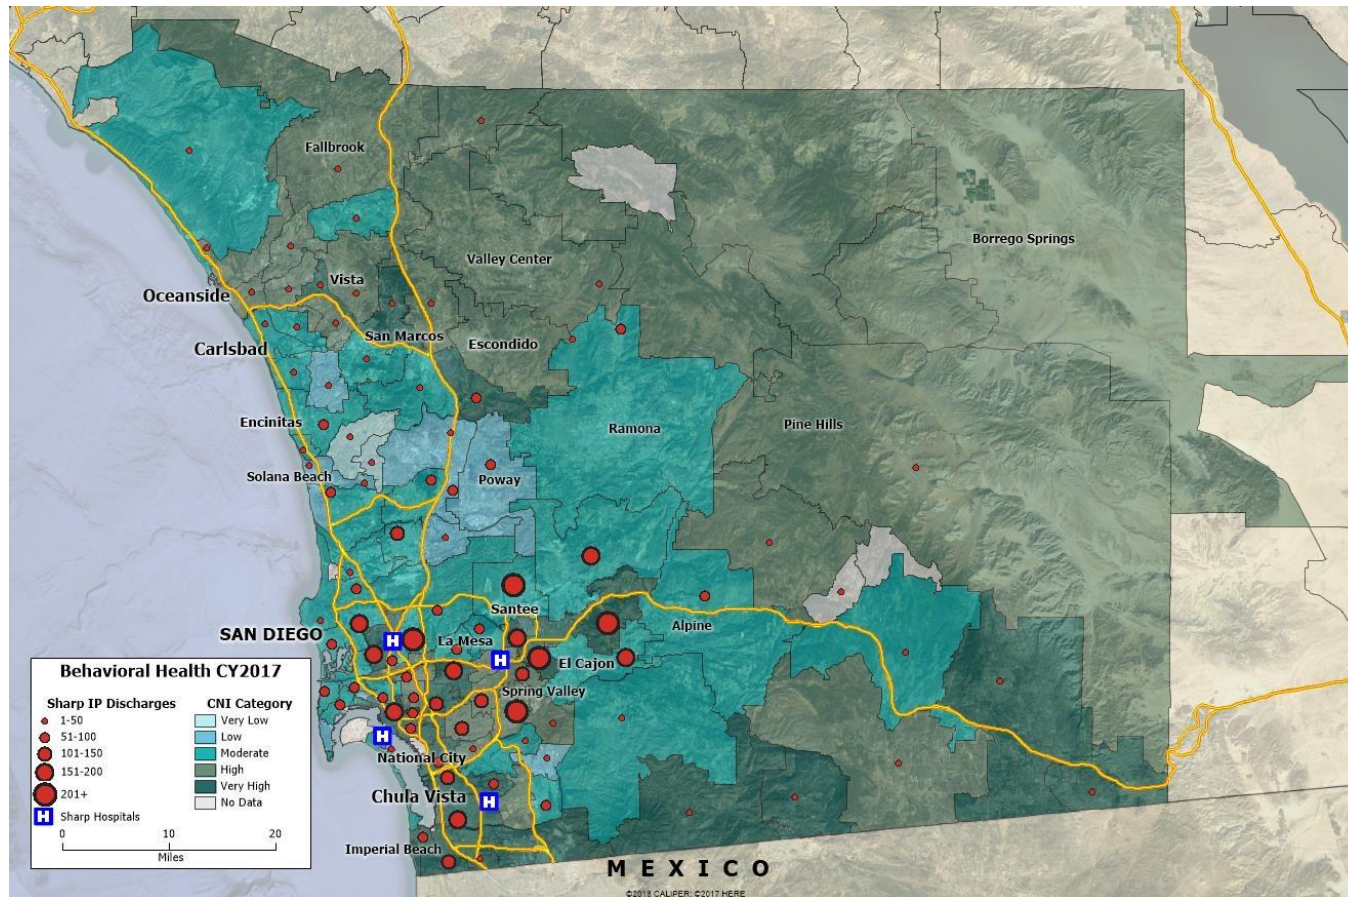 Fallbrook
Borrego Springs
Valley Center
Vista
Oceanside
San Marcos
Escondido
Carlsbad
Encinitas
Ramona
Pine Hills
Solana Beach
Poway
Santee
SAN DIEGO
La Mesa
Alpine
El Cajon
Spring Valley
National City
Chula Vista
Imperial Beach
MEXICO
Behavioral Health CY2017
Sharp IP Discharges
1-50
51-100
101-150
151-200
201+
H Sharp Hospitals
CNI Category
Very Low
Low
Moderate
High
Very High
No Data
0 10 20
Miles
H
H
H
H
©2018 CALIPER; ©2017 HERE